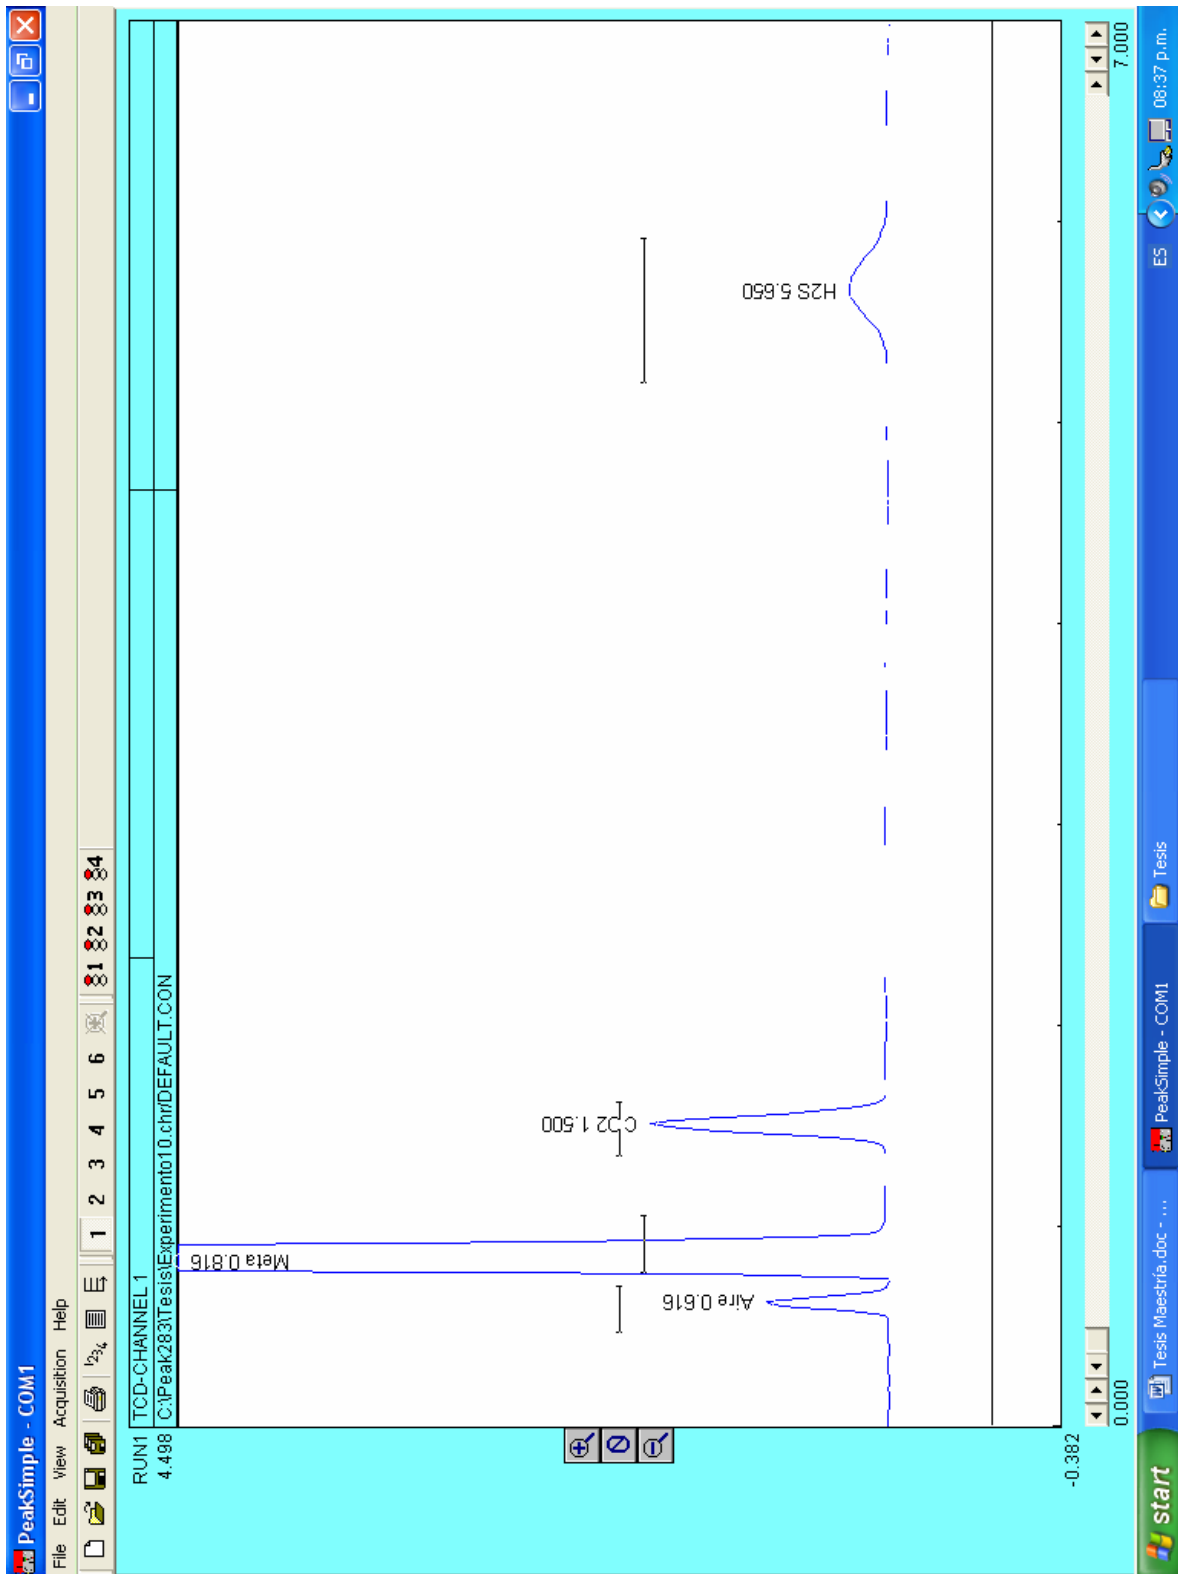 PeakSimple - COM1
File Edit View Acquisition Help
1 2 3 4 5 6 1 2 3 4
RUN1 TCD-CHANNEL 1
4.498 C:\Peak283\Tesis\Experimento10.chr/DEFAULT.CON
Meta 0.816
CO2 1.500
Aire 0.616
H2S 5.650
-0.382
0.000 7.000
start Tesis Maestría.doc - ... PeakSimple - COM1 Tesis ES 08:37 p.m.